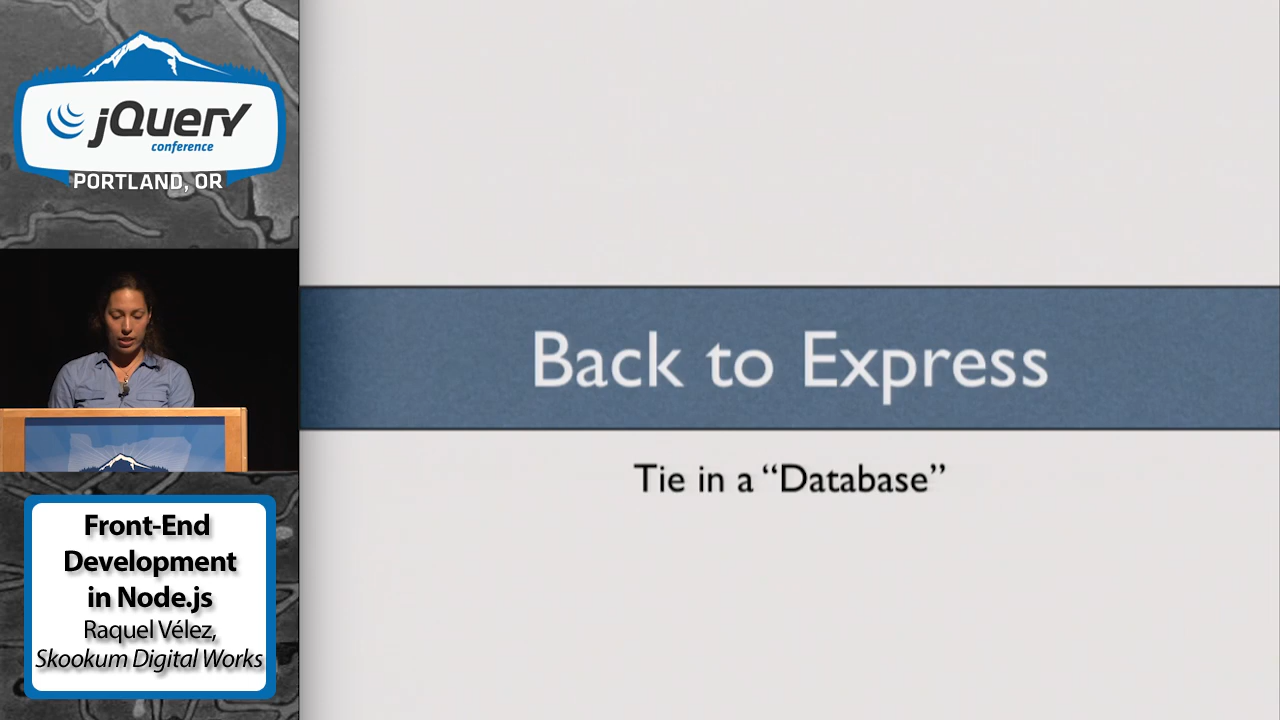 jQuery
conference
PORTLAND, OR
Back to Express
Tie in a “Database”
Front-End
Development
in Node.js
Raquel Vélez,
Skookum Digital Works